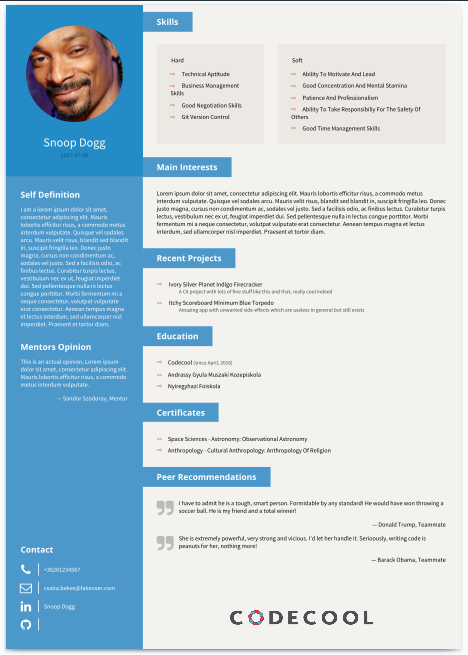 Snoop Dogg
Self Definition
I am a lorem ipsum dolor sit amet,
consectetur adipiscing elit. Mauris
lobortis efficitur risus, a commodo metus
interdum vulputate. Quisque vel sodales
arcu. Mauris velit risus, blandit sed blandit
in, suscipit fringilla nulla. Donec justo
magna, cursus non condimentum ac,
sodales vel justo. Sed a facilisis odio, ac
finibus lectus. Curabitur turpis lectus,
vestibulum nec ex ut, feugiat imperdiet
dui. Sed pellentesque nulla in lectus
congue porttitor. Morbi fermentum mi a
neque consectetur, volutpat vulputate
erat consectetur. Aenean tempus magna
et lectus interdum, sed ullamcorper nisl
imperdiet. Praesent et tortor diam.
Mentors Opinion
This is an actual opinion, Lorem ipsum
dolor sit amet, consectetur adipiscing elit.
Mauris lobortis efficitur risus, a commodo
metus interdum vulputate.
— Sandor Szodoray, Mentor
Contact
+36201234567
csaba.bekes@fakeuser.com
in Snoop Dogg
Skills
Hard
Technical Aptitude
Business Management
Skills
Good Negotiation Skills
Git Version Control
Soft
Ability To Motivate And Lead
Good Concentration And Mental Stamina
Patience And Professionalism
Ability To Take Responsibiliy For The Safety Of
Others
Good Time Management Skills
Main Interests
Lorem ipsum dolor sit amet, consectetur adipiscing elit. Mauris lobortis efficitur risus, a commodo metus interdum
vulputate. Quisque vel sodales arcu. Mauris velit risus, blandit sed blandit in, suscipit fringilla nulla. Donec
justo magna, cursus non condimentum ac, sodales vel justo. Sed a facilisis odio, ac finibus lectus. Curabitur turpis
lectus, vestibulum nec ex ut, feugiat imperdiet dui. Sed pellentesque nulla in lectus congue porttitor. Morbi
fermentum mi a neque consectetur, volutpat vulputate erat consectetur. Aenean tempus magna et lectus
interdum, sed ullamcorper nisl imperdiet. Praesent et tortor diam.
Recent Projects
Ivory Silver Planet Indigo Firecracker
A C# project with lots of fine stuff like this and that, really cool indeed
Itchy Scoreboard Minimum Blue Torpedo
Amazing app with unwanted side-effects which are useless in general but still exists
Education
Codecool (since April, 2016)
Andrassy Gyula Muszaki Kozepiskola
Nyiregyhazi Foiskola
Certificates
Space Sciences - Astronomy: Observational Astronomy
Anthropology - Cultural Anthropology: Anthropology Of Religion
Peer Recommendations
I have to admit he is a tough, smart person. Formidable by any standard! He would have won throwing a
soccer ball. He is my friend and a total winner!
— Donald Trump, Teammate
She is extremely powerful, very strong and vicious. I'd let her handle it. Seriously, writing code is
peanuts for her, nothing more!
— Barack Obama, Teammate
CODECOOL